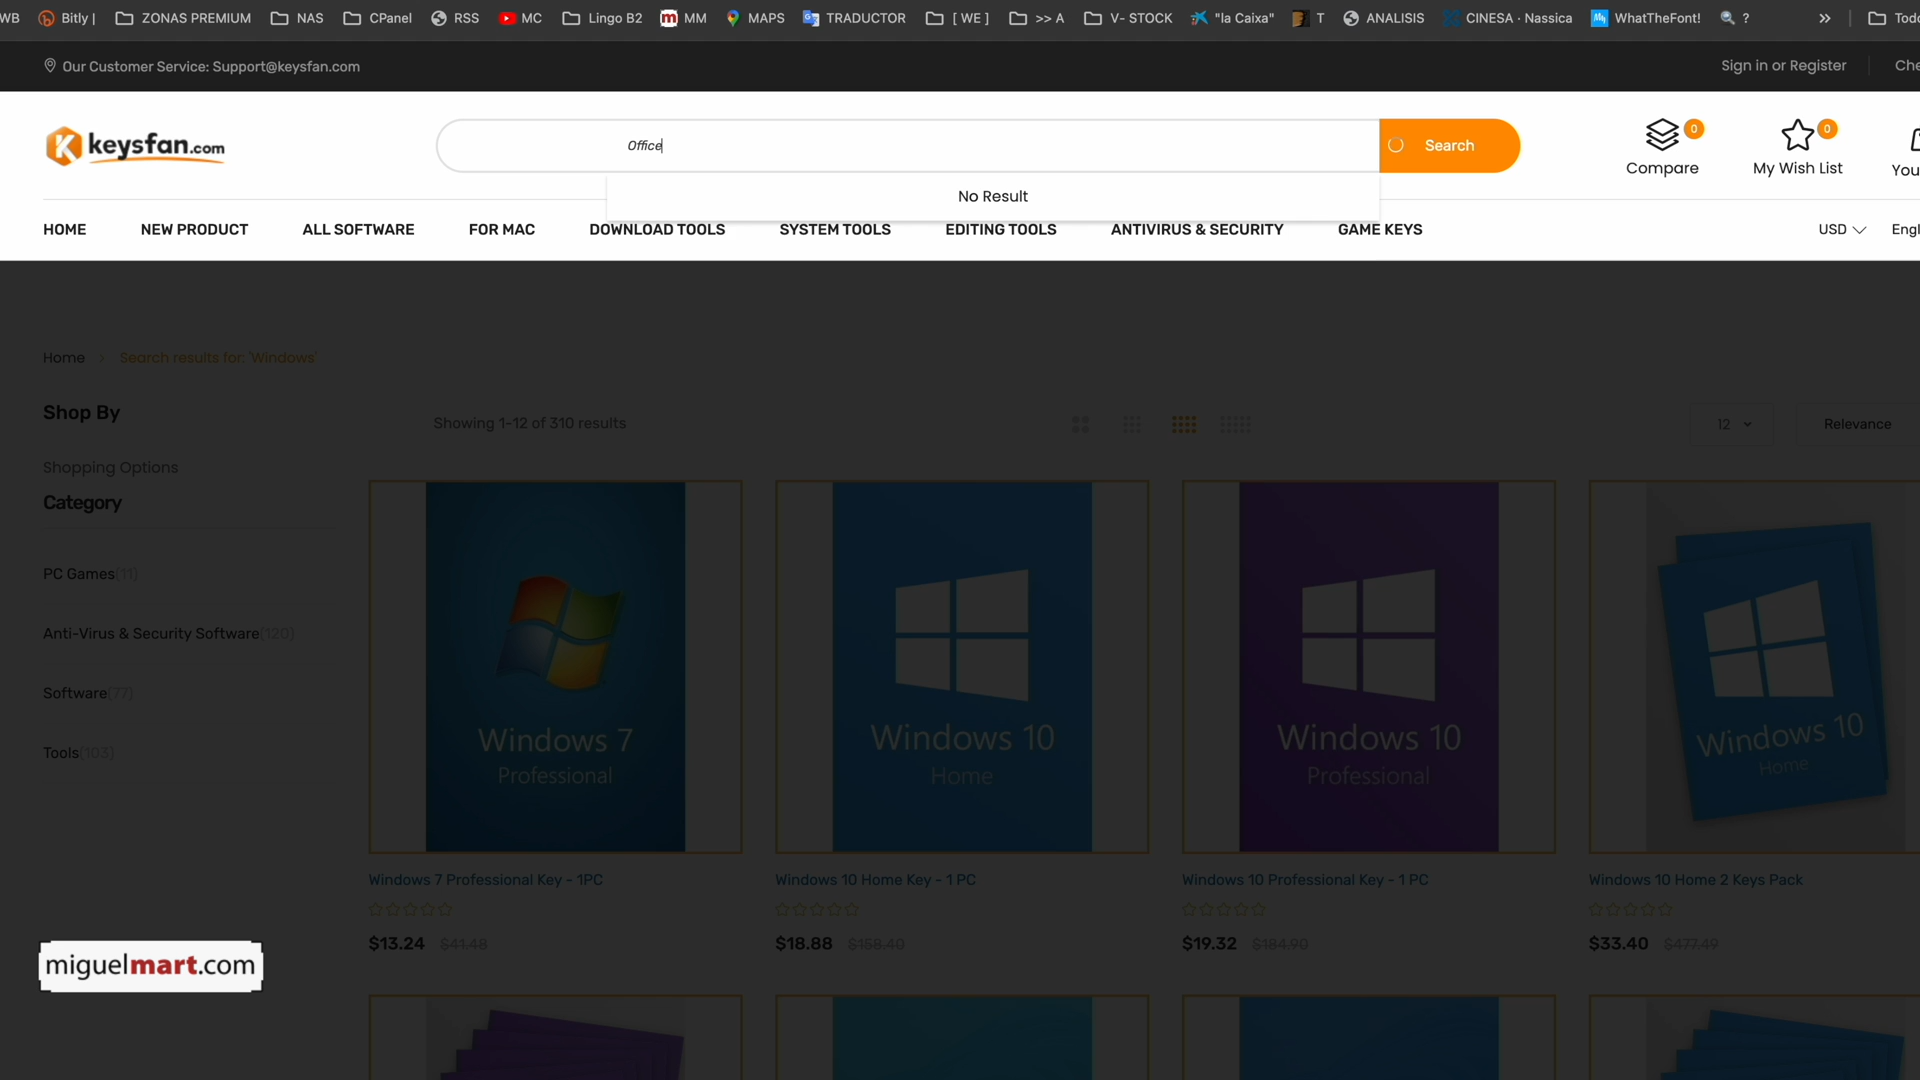 WB Bitly | ZONAS PREMIUM NAS CPanel RSS MC Lingo B2 MM MAPS TRADUCTOR [ WE ] >> A V- STOCK "la Caixa" T ANALISIS CINESA · Nassica WhatTheFont! ? »
Our Customer Service: Support@keysfan.com Sign in or Register
keysfan.com Office Search 0 0
Compare My Wish List
No Result
HOME NEW PRODUCT ALL SOFTWARE FOR MAC DOWNLOAD TOOLS SYSTEM TOOLS EDITING TOOLS ANTIVIRUS & SECURITY GAME KEYS USD
Home > Search results for: 'Windows'
Shop By
Showing 1-12 of 310 results 12 Relevance
Shopping Options
Category
PC Games(11)
Anti-Virus & Security Software(120)
Software(77)
Tools(103)
Windows 7
Professional
Windows 10
Home
Windows 10
Professional
Windows 10
Home
Windows 7 Professional Key - 1PC
$13.24 $41.48
Windows 10 Home Key - 1 PC
$18.88 $158.40
Windows 10 Professional Key - 1 PC
$19.32 $184.90
Windows 10 Home 2 Keys Pack
$33.40 $477.49
miguelmart.com